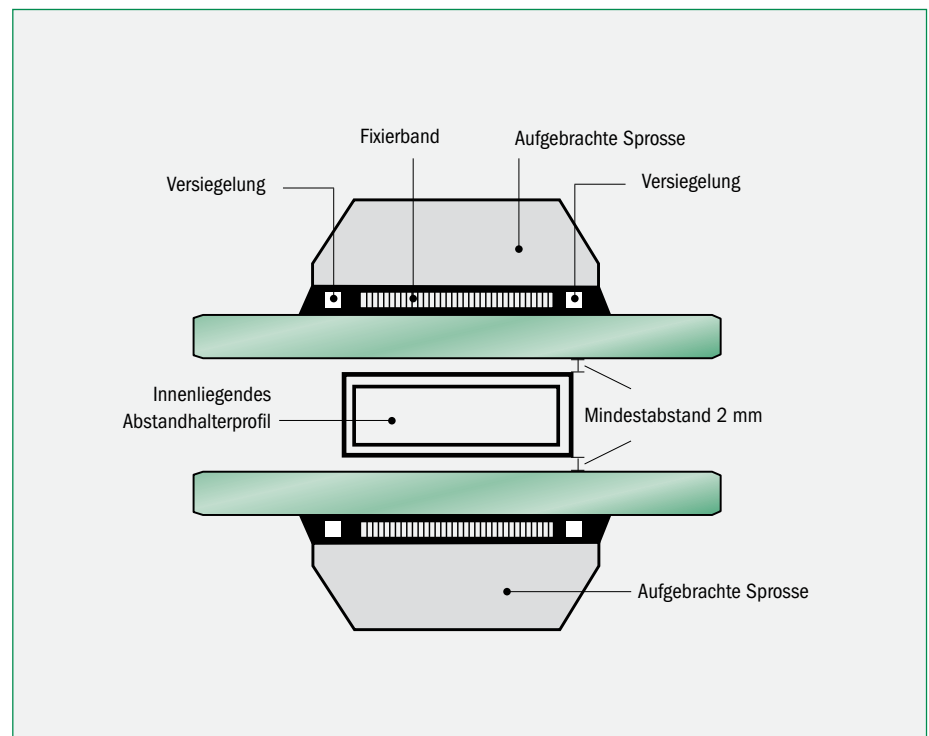 Fixierband
Aufgebrachte Sprosse
Versiegelung
Versiegelung
Innenliegendes
Abstandhalterprofil
Mindestabstand 2 mm
Aufgebrachte Sprosse